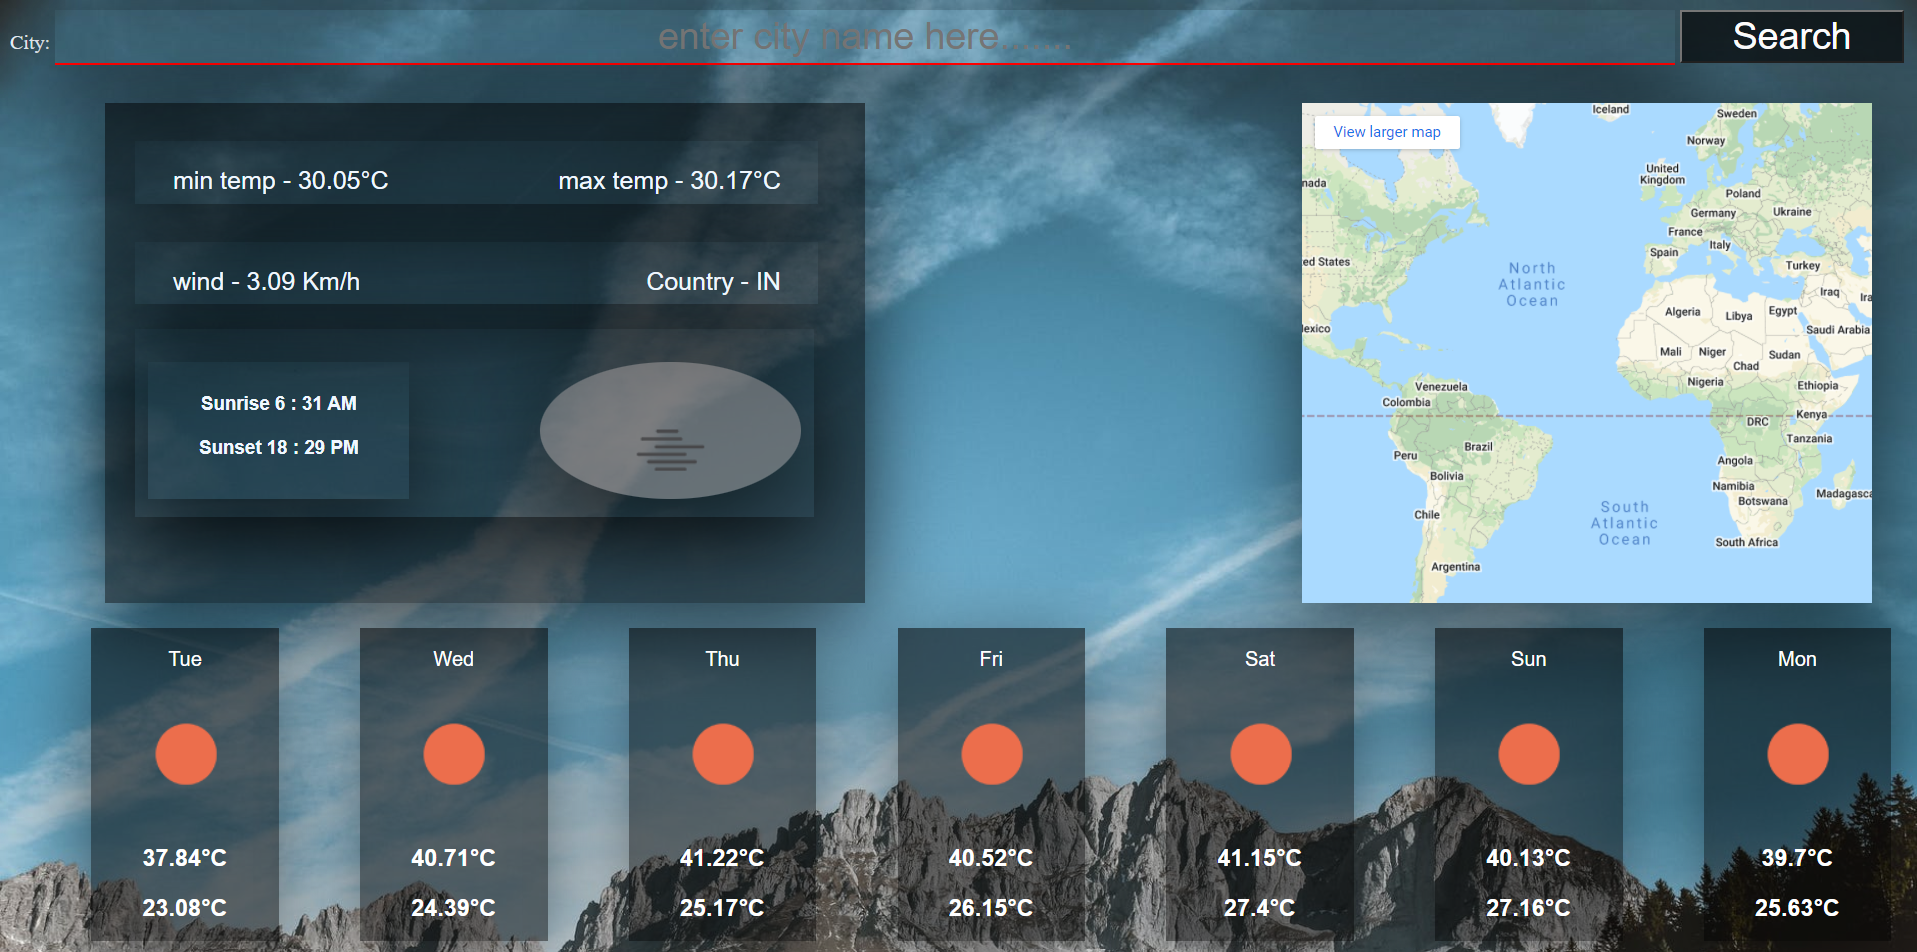 City: enter city name here....... Search
min temp - 30.05°C max temp - 30.17°C
wind - 3.09 Km/h Country - IN
Sunrise 6 : 31 AM
Sunset 18 : 29 PM
View larger map
Iceland
Sweden
Norway
nada
United
Kingdom
Poland
Germany
Ukraine
France
Italy
Spain
ed States
Turkey
North
Atlantic
Ocean
Iraq
Ira
Algeria
Libya
Egypt
Saudi Arabia
lexico
Mali
Niger
Chad
Sudan
Nigeria
Ethiopia
Venezuela
Colombia
Kenya
DRC
Tanzania
Brazil
Peru
Angola
Bolivia
Namibia
Botswana
Madagasca
Chile
South
Atlantic
Ocean
South Africa
Argentina
Tue Wed Thu Fri Sat Sun Mon
37.84°C 40.71°C 41.22°C 40.52°C 41.15°C 40.13°C 39.7°C
23.08°C 24.39°C 25.17°C 26.15°C 27.4°C 27.16°C 25.63°C